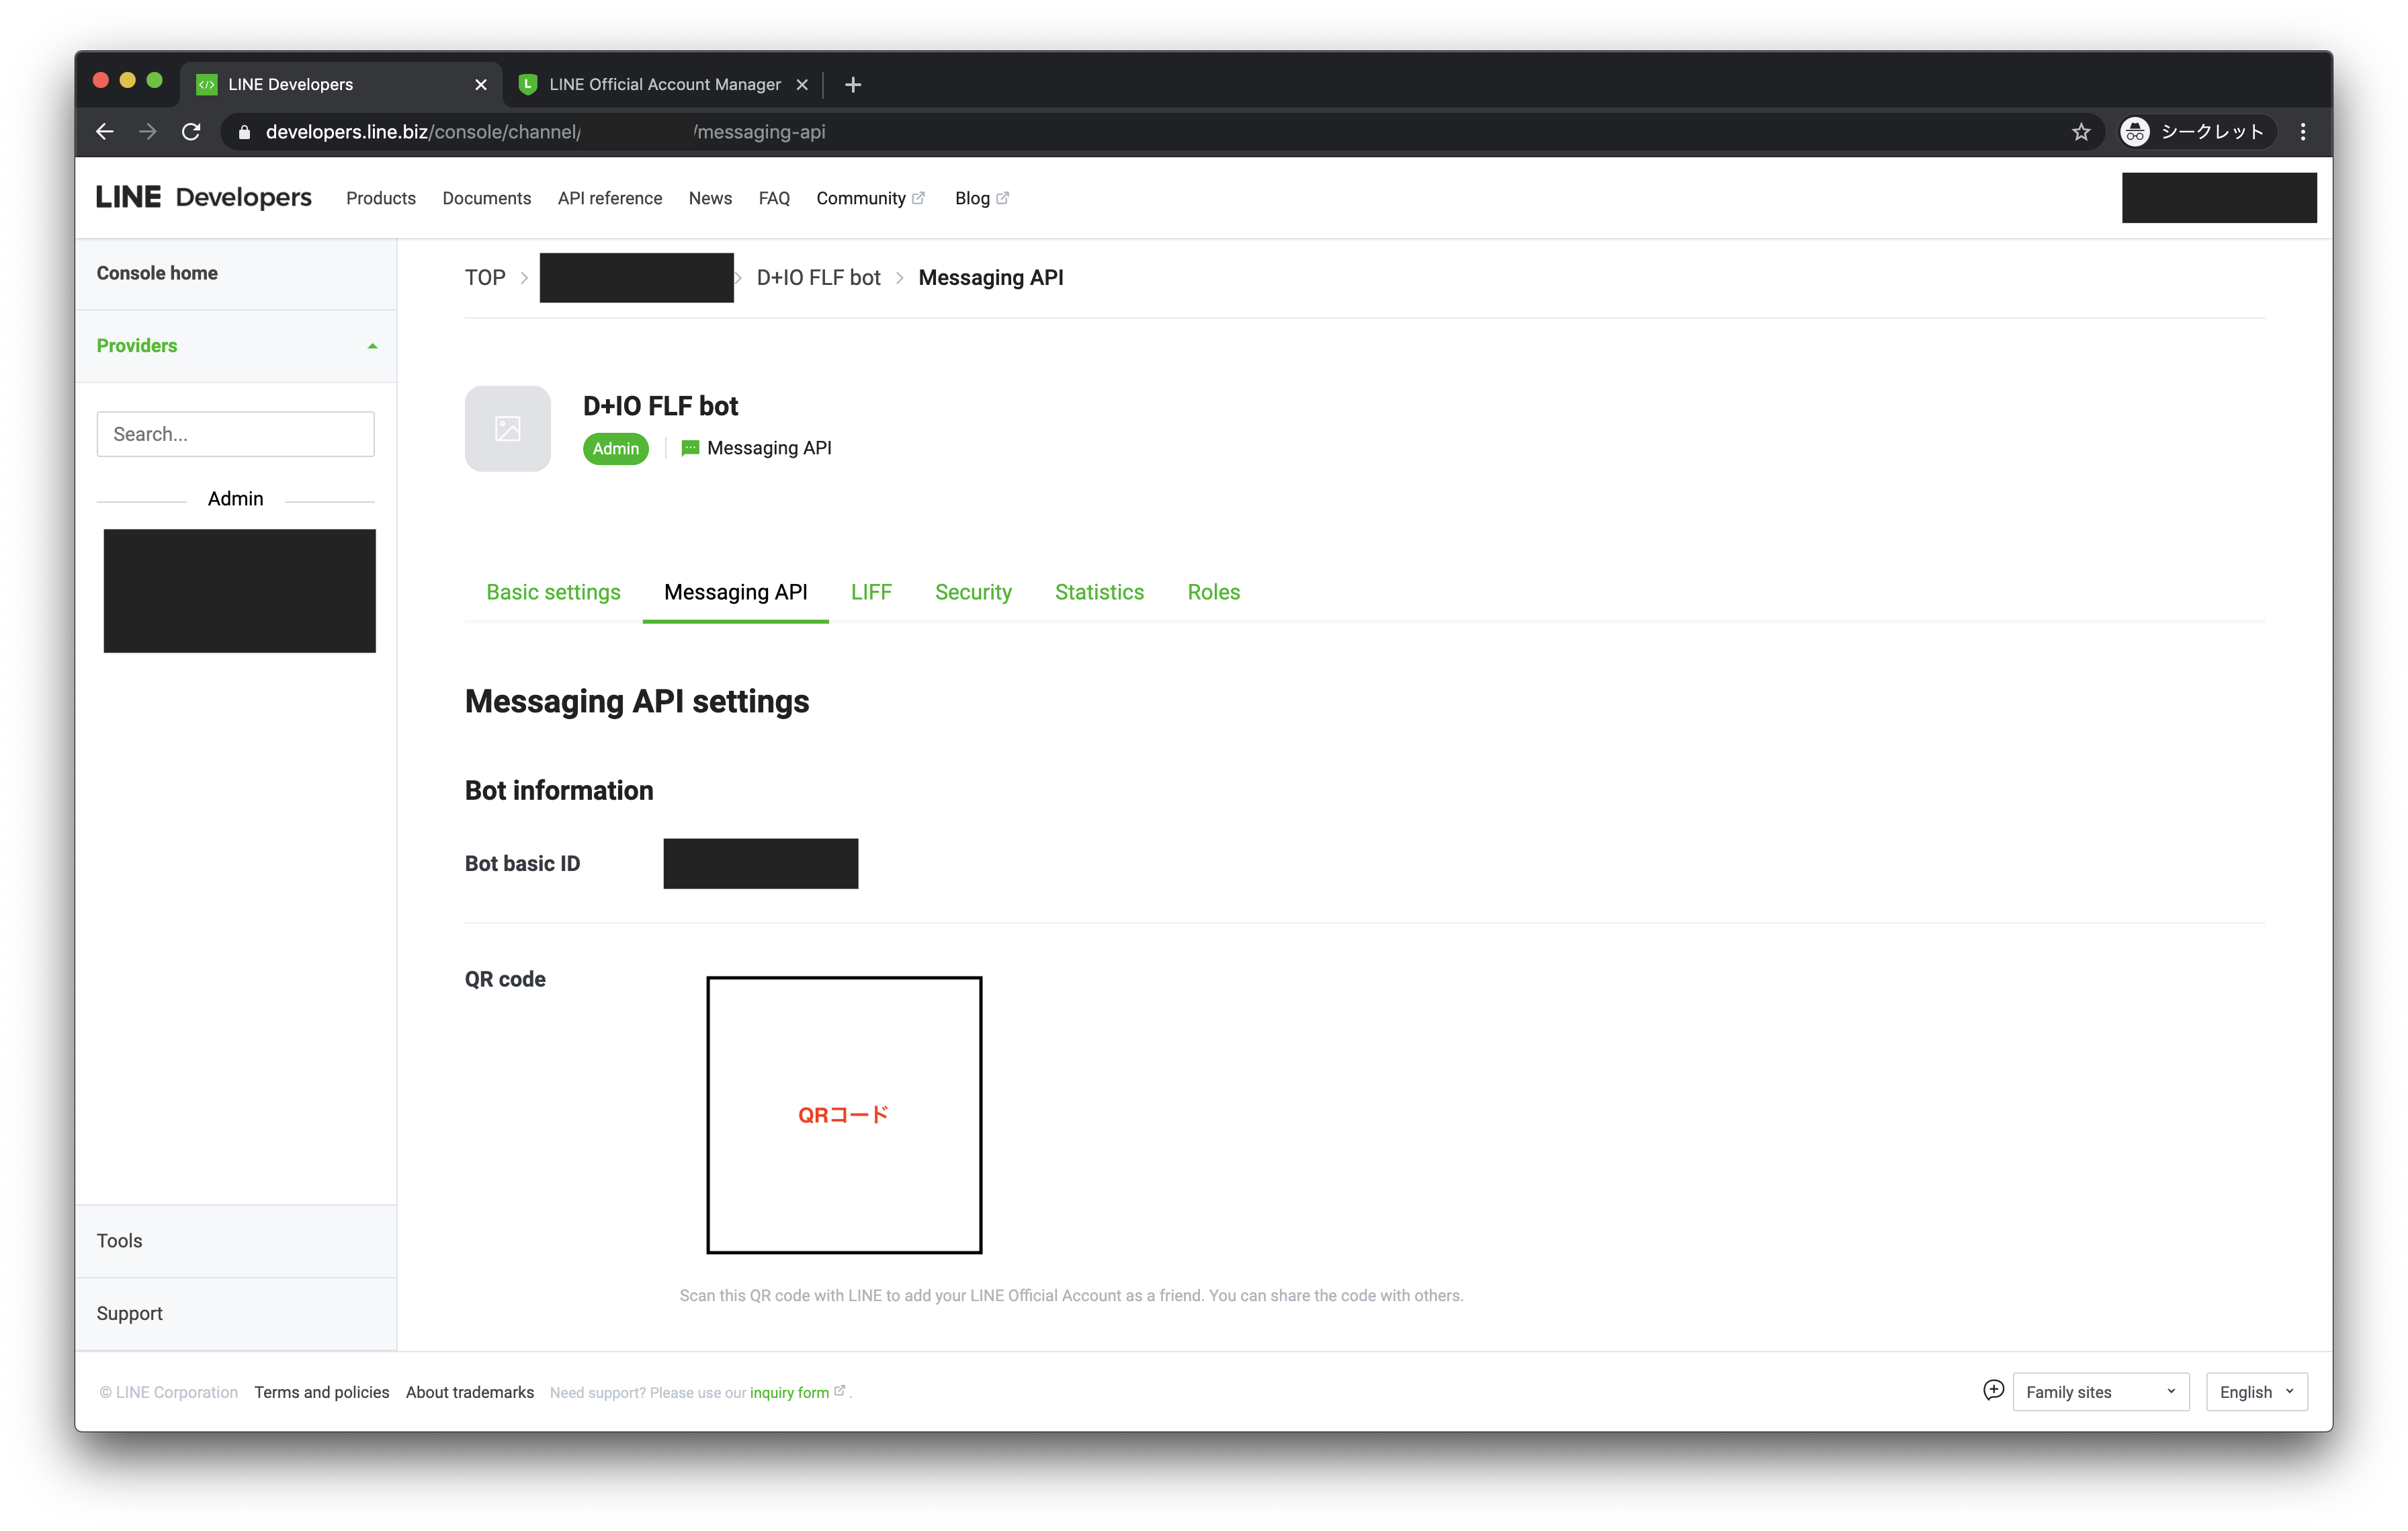 LINE Developers
LINE Official Account Manager
developers.line.biz/console/channel/ /messaging-api
シークレット
LINE Developers
Products
Documents
API reference
News
FAQ
Community
Blog
Console home
Providers
Search...
Admin
Tools
Support
TOP > > D+IO FLF bot > Messaging API
D+IO FLF bot
Admin
Messaging API
Basic settings
Messaging API
LIFF
Security
Statistics
Roles
Messaging API settings
Bot information
Bot basic ID
QR code
QRコード
Scan this QR code with LINE to add your LINE Official Account as a friend. You can share the code with others.
© LINE Corporation
Terms and policies
About trademarks
Need support? Please use our inquiry form .
Family sites
English